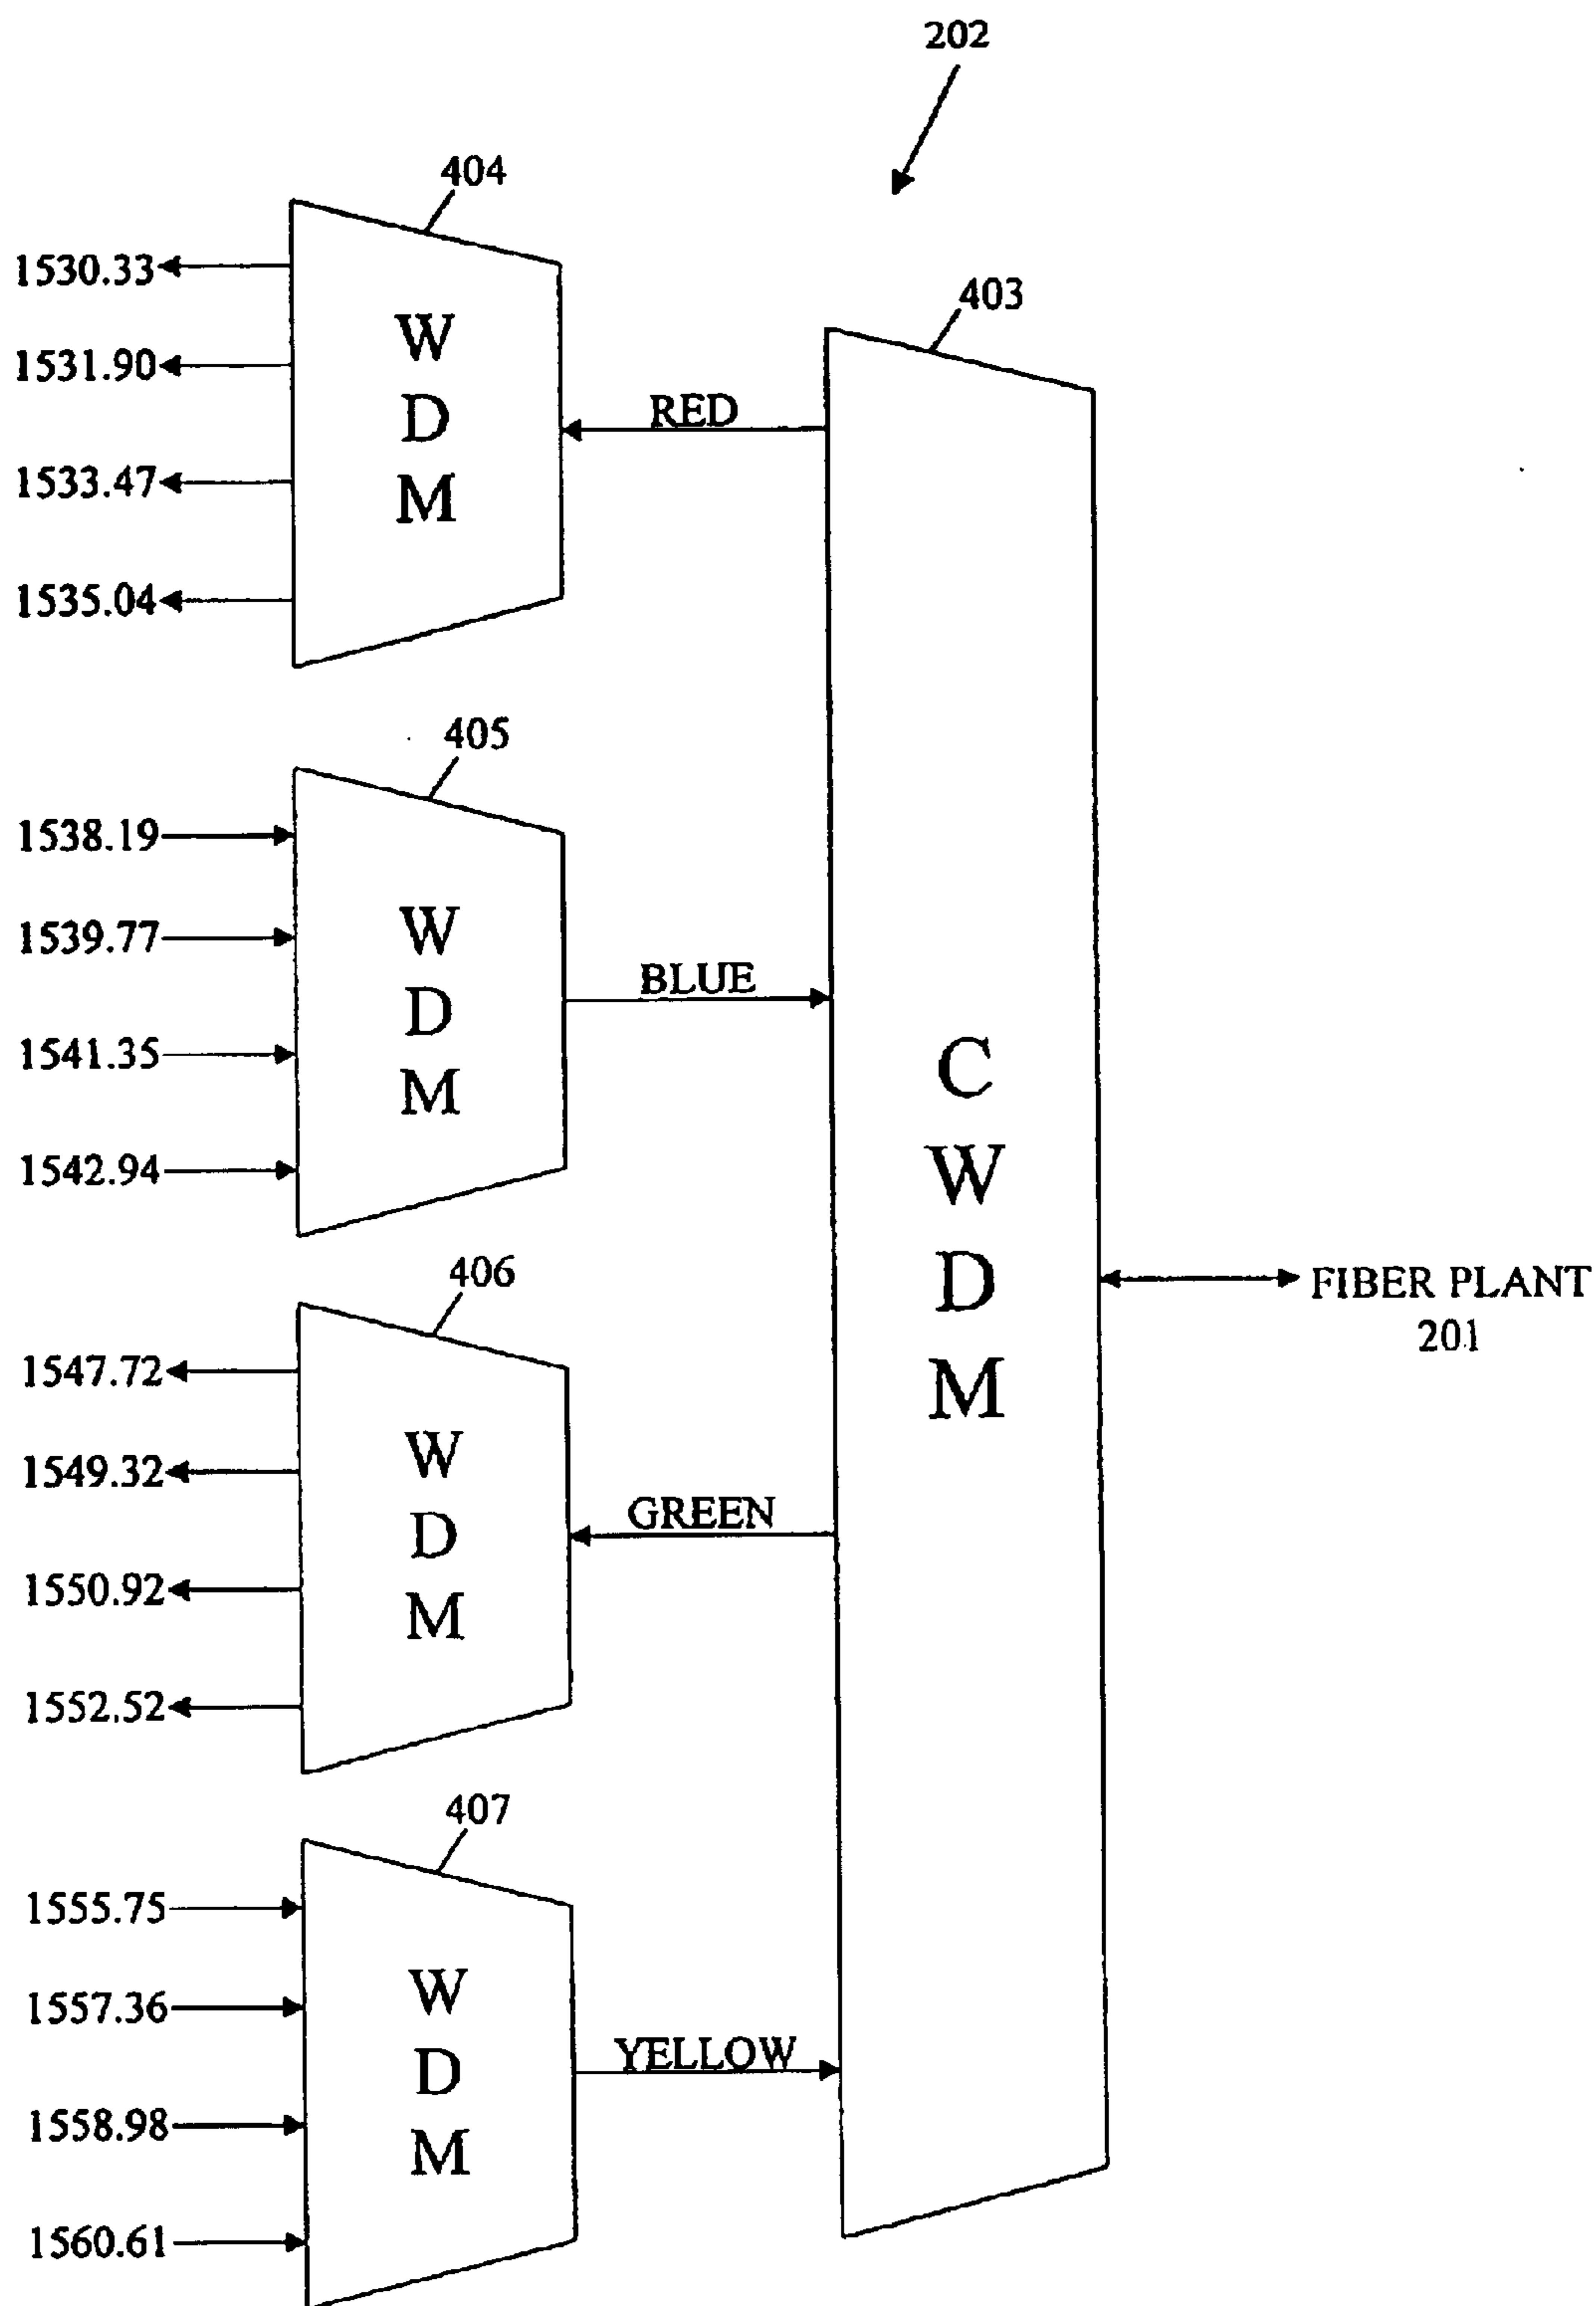 202
404
1530.33
1531.90
1533.47
1535.04
W
D
M
RED
403
405
1538.19
1539.77
1541.35
1542.94
W
D
M
BLUE
C
W
D
M
FIBER PLANT
201
406
1547.72
1549.32
1550.92
1552.52
W
D
M
GREEN
407
1555.75
1557.36
1558.98
1560.61
W
D
M
YELLOW